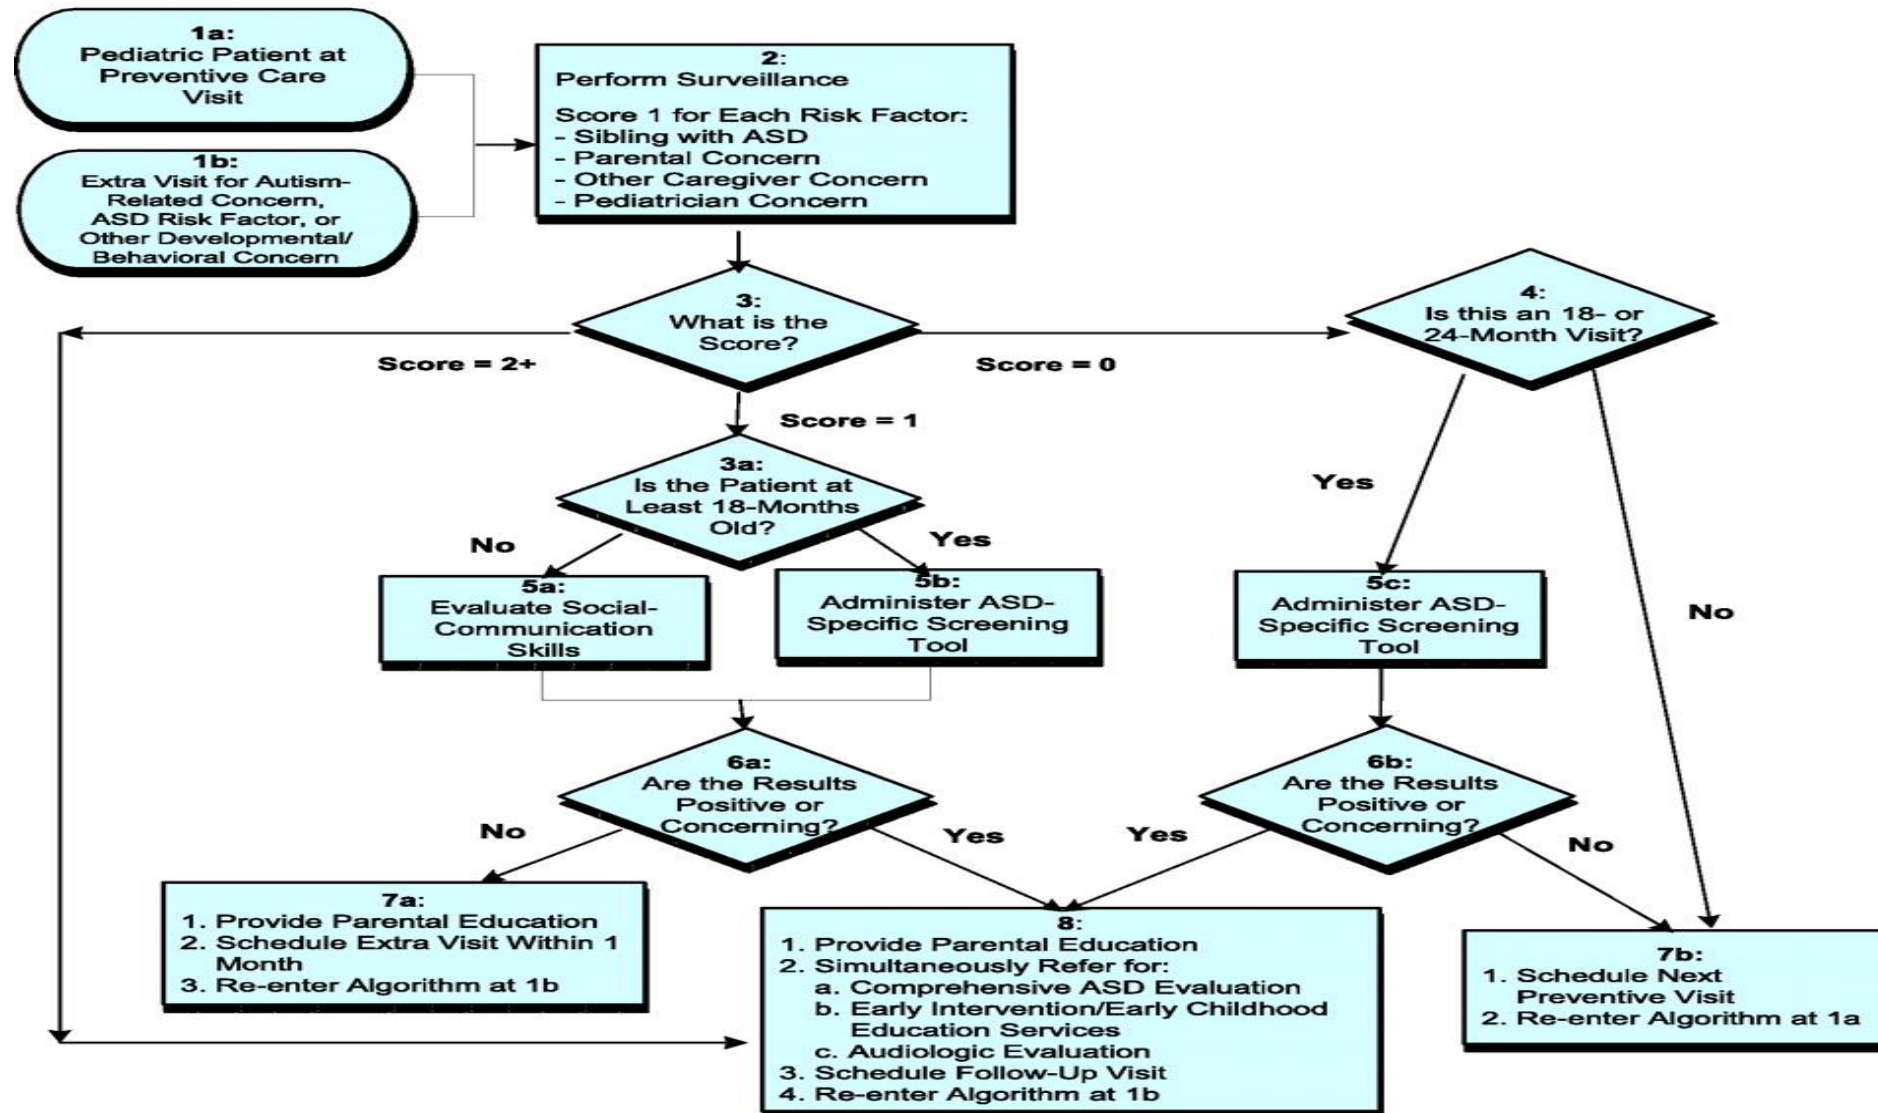 1a:
Pediatric Patient at
Preventive Care
Visit
1b:
Extra Visit for Autism-
Related Concern,
ASD Risk Factor, or
Other Developmental/
Behavioral Concern
2:
Perform Surveillance
Score 1 for Each Risk Factor:
- Sibling with ASD
- Parental Concern
- Other Caregiver Concern
- Pediatrician Concern
3:
What is the
Score?
4:
Is this an 18- or
24-Month Visit?
Score = 2+
Score = 0
Score = 1
3a:
Is the Patient at
Least 18-Months
Old?
No
Yes
Yes
No
5a:
Evaluate Social-
Communication
Skills
5b:
Administer ASD-
Specific Screening
Tool
5c:
Administer ASD-
Specific Screening
Tool
6a:
Are the Results
Positive or
Concerning?
6b:
Are the Results
Positive or
Concerning?
No
Yes
Yes
No
7a:
1. Provide Parental Education
2. Schedule Extra Visit Within 1
Month
3. Re-enter Algorithm at 1b
8:
1. Provide Parental Education
2. Simultaneously Refer for:
a. Comprehensive ASD Evaluation
b. Early Intervention/Early Childhood
Education Services
c. Audiologic Evaluation
3. Schedule Follow-Up Visit
4. Re-enter Algorithm at 1b
7b:
1. Schedule Next
Preventive Visit
2. Re-enter Algorithm at 1a